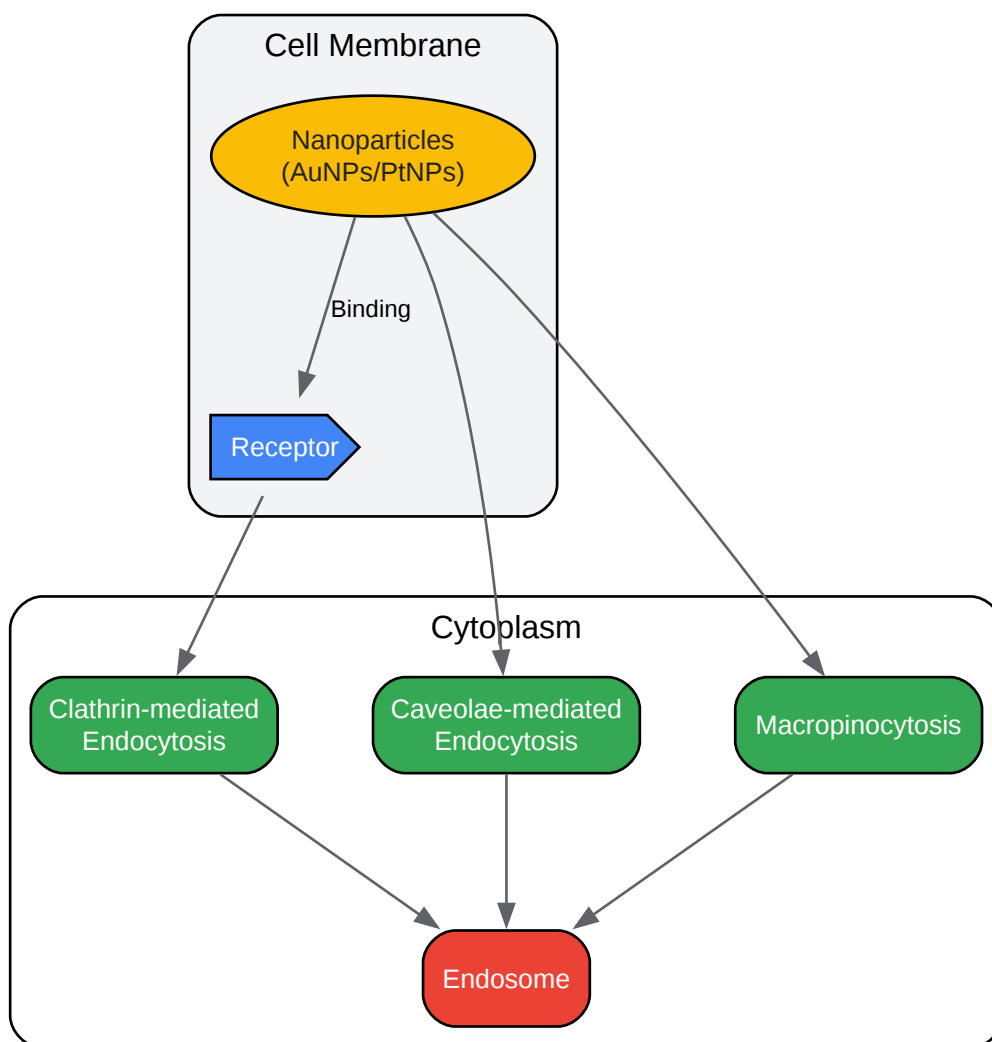 Cell Membrane
Nanoparticles
(AuNPs/PtNPs)
Binding
Receptor
Cytoplasm
Clathrin-mediated
Endocytosis
Caveolae-mediated
Endocytosis
Macropinocytosis
Endosome